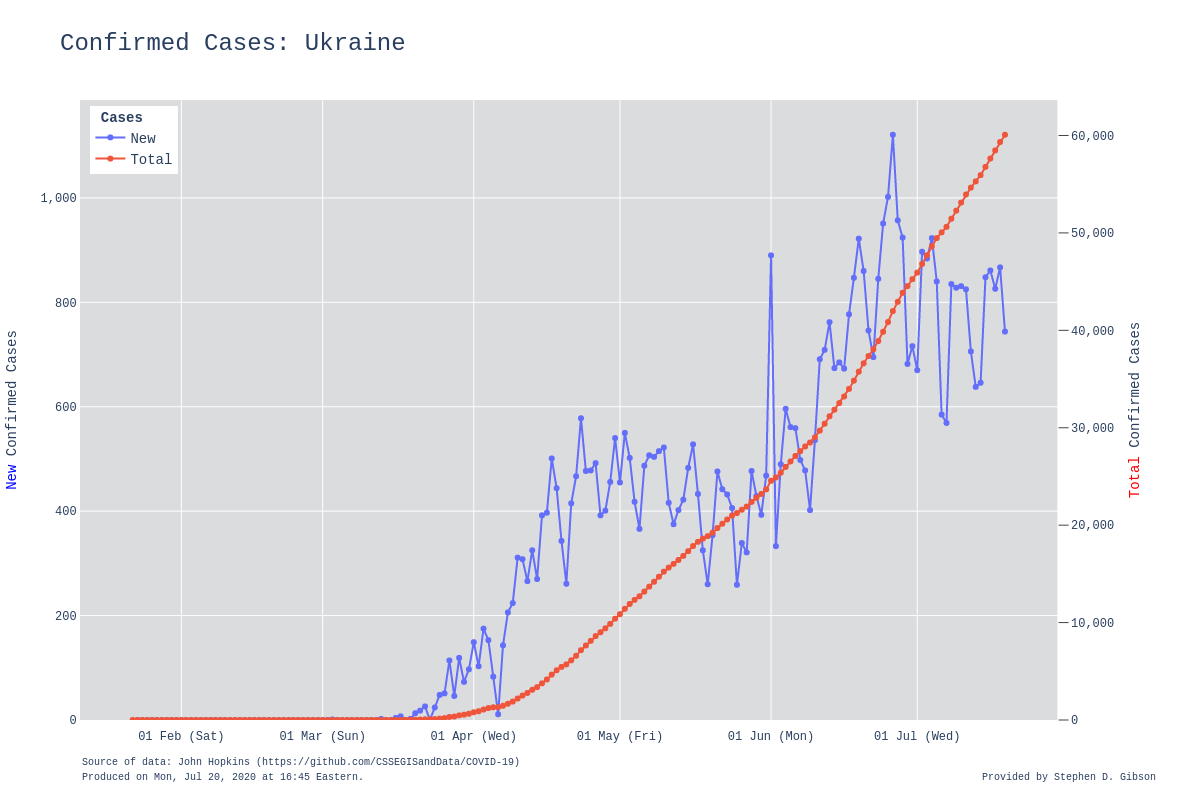 Confirmed Cases: Ukraine
Cases
New
Total
1,000
800
600
400
200
0
New Confirmed Cases
60,000
50,000
40,000
30,000
20,000
10,000
0
Total Confirmed Cases
01 Feb (Sat)
01 Mar (Sun)
01 Apr (Wed)
01 May (Fri)
01 Jun (Mon)
01 Jul (Wed)
Source of data: John Hopkins (https://github.com/CSSEGISandData/COVID-19)
Produced on Mon, Jul 20, 2020 at 16:45 Eastern.
Provided by Stephen D. Gibson